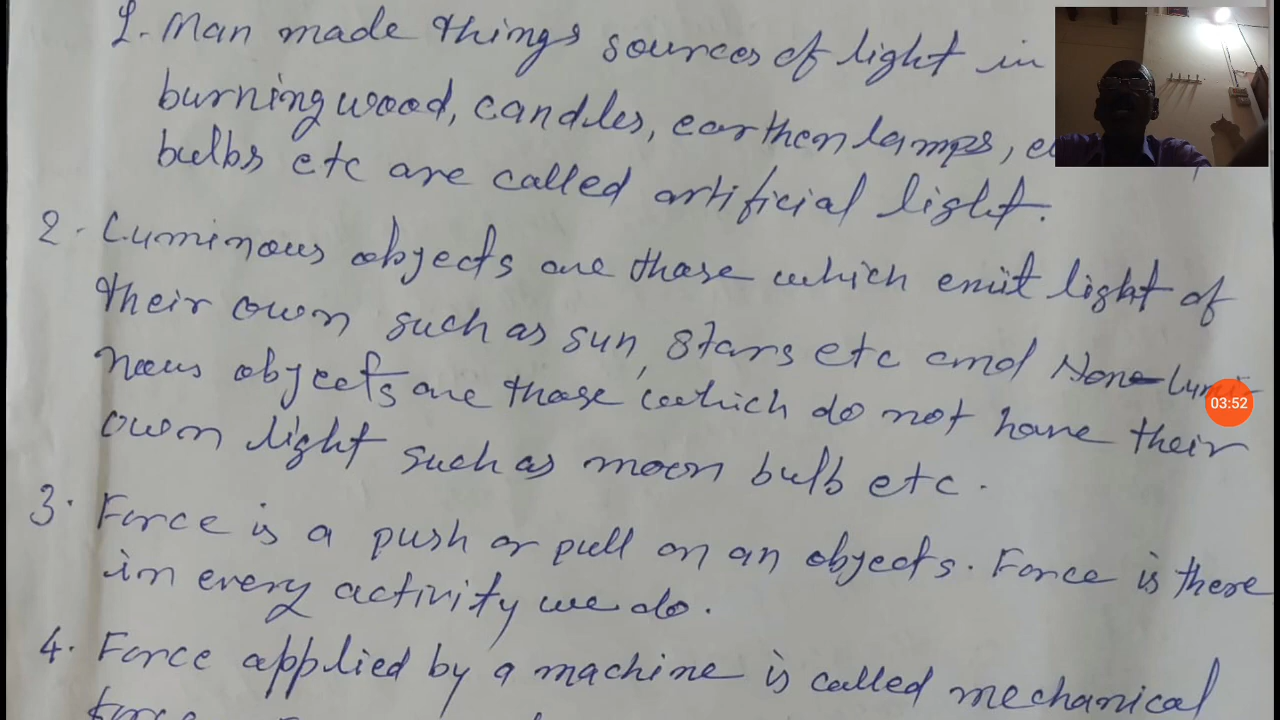 1. Man made things sources of light in
burning wood, candles, earthen lamps,
bulbs etc are called artificial light.
2. Luminous objects are those which emit light of
their own such as sun, stars etc and Non-Lumi-
nous objects are those which do not have their
own light such as moon bulb etc.
3. Force is a push or pull on an objects. Force is there
in every activity we do.
4. Force applied by a machine is called mechanical
force
03:52